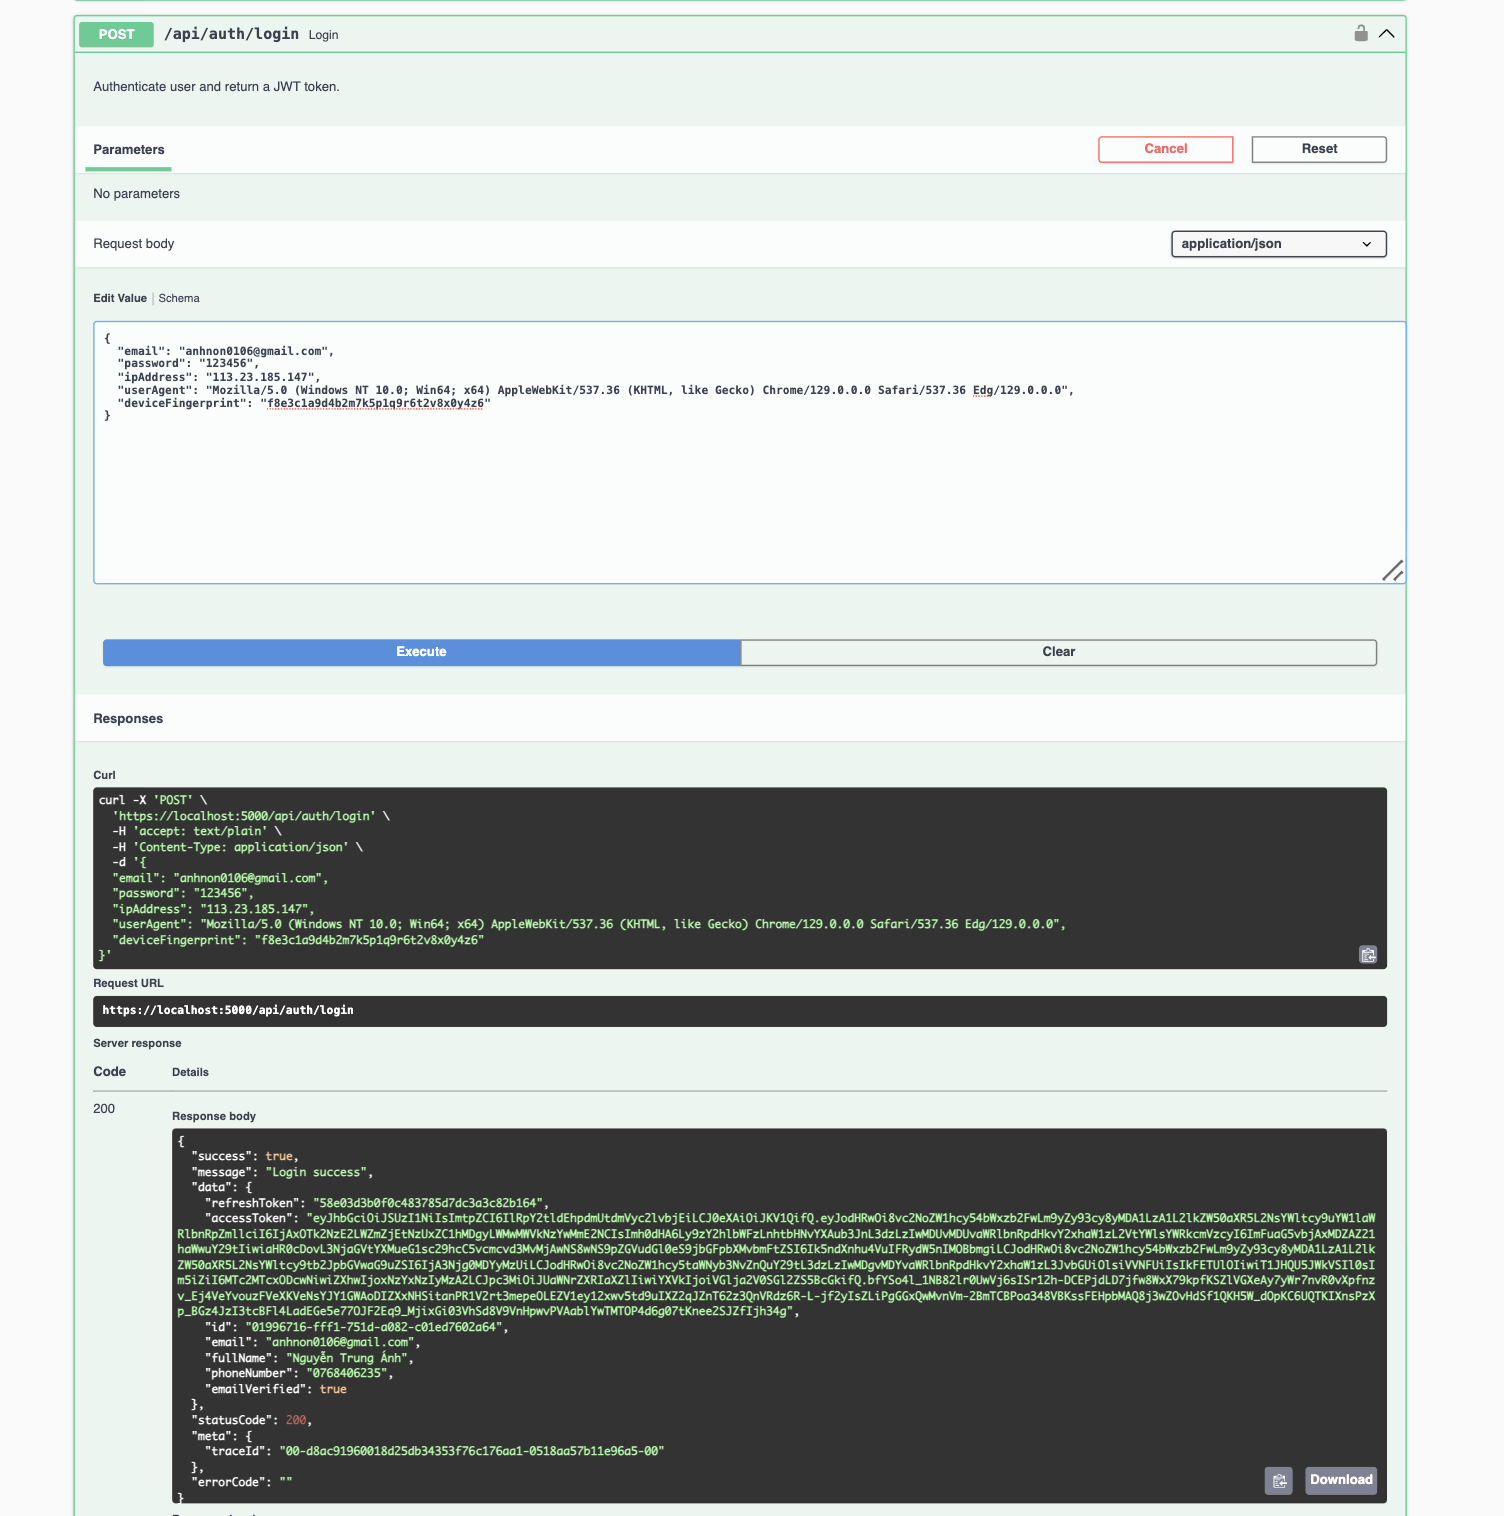 POST /api/auth/login Login
Authenticate user and return a JWT token.
Parameters
Cancel Reset
No parameters
Request body
application/json
Edit Value | Schema
{
"email": "anhnon0106@gmail.com",
"password": "123456",
"ipAddress": "113.23.185.147",
"userAgent": "Mozilla/5.0 (Windows NT 10.0; Win64; x64) AppleWebKit/537.36 (KHTML, like Gecko) Chrome/129.0.0.0 Safari/537.36 Edg/129.0.0.0",
"deviceFingerprint": "f8e3c1a9d4b2m7k5p1q9r6t2v8x0y4z6"
}
Execute Clear
Responses
Curl
curl -X 'POST' \
'https://localhost:5000/api/auth/login' \
-H 'accept: text/plain' \
-H 'Content-Type: application/json' \
-d '{
"email": "anhnon0106@gmail.com",
"password": "123456",
"ipAddress": "113.23.185.147",
"userAgent": "Mozilla/5.0 (Windows NT 10.0; Win64; x64) AppleWebKit/537.36 (KHTML, like Gecko) Chrome/129.0.0.0 Safari/537.36 Edg/129.0.0.0",
"deviceFingerprint": "f8e3c1a9d4b2m7k5p1q9r6t2v8x0y4z6"
}'
Request URL
https://localhost:5000/api/auth/login
Server response
Code Details
200
Response body
{
"success": true,
"message": "Login success",
"data": {
"refreshToken": "58e03d3b0f0c483785d7dc3a3c82b164",
"accessToken":
"id": "01996716-fff1-751d-a082-c01ed7602a64",
"email": "anhnon0106@gmail.com",
"fullName": "Nguyễn Trung Ánh",
"phoneNumber": "0768406235",
"emailVerified": true
},
"statusCode": 200,
"meta": {
"traceId": "00-d8ac91960018d25db34353f76c176aa1-0518aa57b11e96a5-00"
},
"errorCode": ""
}
Download